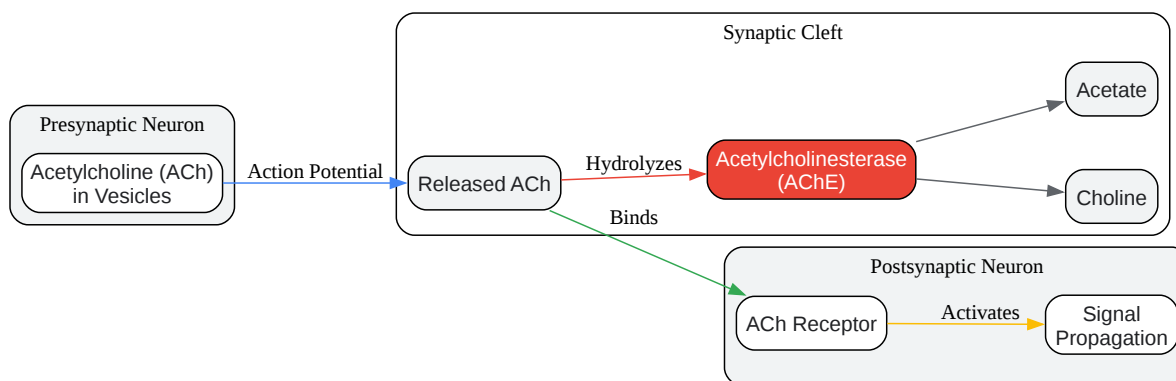 Synaptic Cleft
Presynaptic Neuron
Acetylcholine (ACh)
in Vesicles
Action Potential
Released ACh
Hydrolyzes
Acetylcholinesterase
(AChE)
Acetate
Choline
Binds
Postsynaptic Neuron
ACh Receptor
Activates
Signal
Propagation